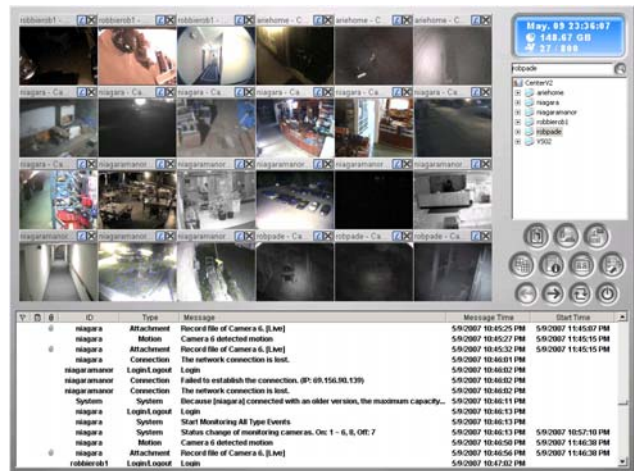 robbierob1 - ...
robbierob1 - ...
robbierob1 - ...
ariehome - C...
ariehome - C...
ariehome - C...
May. 09 23:36:07
148.67 GB
27 / 800
robpade
CenterV2
ariehome
niagara
niagaramanor
robbierob1
robpade
VSG2
niagara - Ca...
niagara - Ca...
niagara - Ca...
niagara - Ca...
niagara - Ca...
niagara - Ca...
niagara - Ca...
niagaramanor ...
niagaramanor ...
niagaramanor ...
niagaramanor ...
niagaramanor ...
niagaramanor ...
niagaramanor ...
niagaramanor ...
robpade - Ca...
robpade - Ca...
robpade - Ca...
ID Type Message Message Time Start Time
niagara Attachment Record file of Camera 6. [Live] 5/9/2007 10:45:25 PM 5/9/2007 11:45:07 PM
niagara Motion Camera 6 detected motion 5/9/2007 10:45:27 PM 5/9/2007 11:45:15 PM
niagara Attachment Record file of Camera 6. [Live] 5/9/2007 10:45:32 PM 5/9/2007 11:45:15 PM
niagara Connection The network connection is lost. 5/9/2007 10:46:01 PM
niagaramanor Login/Logout Login 5/9/2007 10:46:02 PM
niagaramanor Connection Failed to establish the connection. (IP: 69.156.90.139) 5/9/2007 10:46:02 PM
niagaramanor Connection The network connection is lost. 5/9/2007 10:46:02 PM
System System Because [niagara] connected with an older version, the maximum capacity... 5/9/2007 10:46:11 PM
niagara Login/Logout Login 5/9/2007 10:46:13 PM
niagara System Start Monitoring All Type Events 5/9/2007 10:46:13 PM
niagara System Status change of monitoring cameras. On: 1 ~ 6, 8, Off: 7 5/9/2007 10:46:13 PM 5/9/2007 10:57:10 PM
niagara Motion Camera 6 detected motion 5/9/2007 10:46:50 PM 5/9/2007 11:46:38 PM
niagara Attachment Record file of Camera 6. [Live] 5/9/2007 10:46:56 PM 5/9/2007 11:46:38 PM
robbierob1 Login/Logout Login 5/9/2007 10:47:02 PM